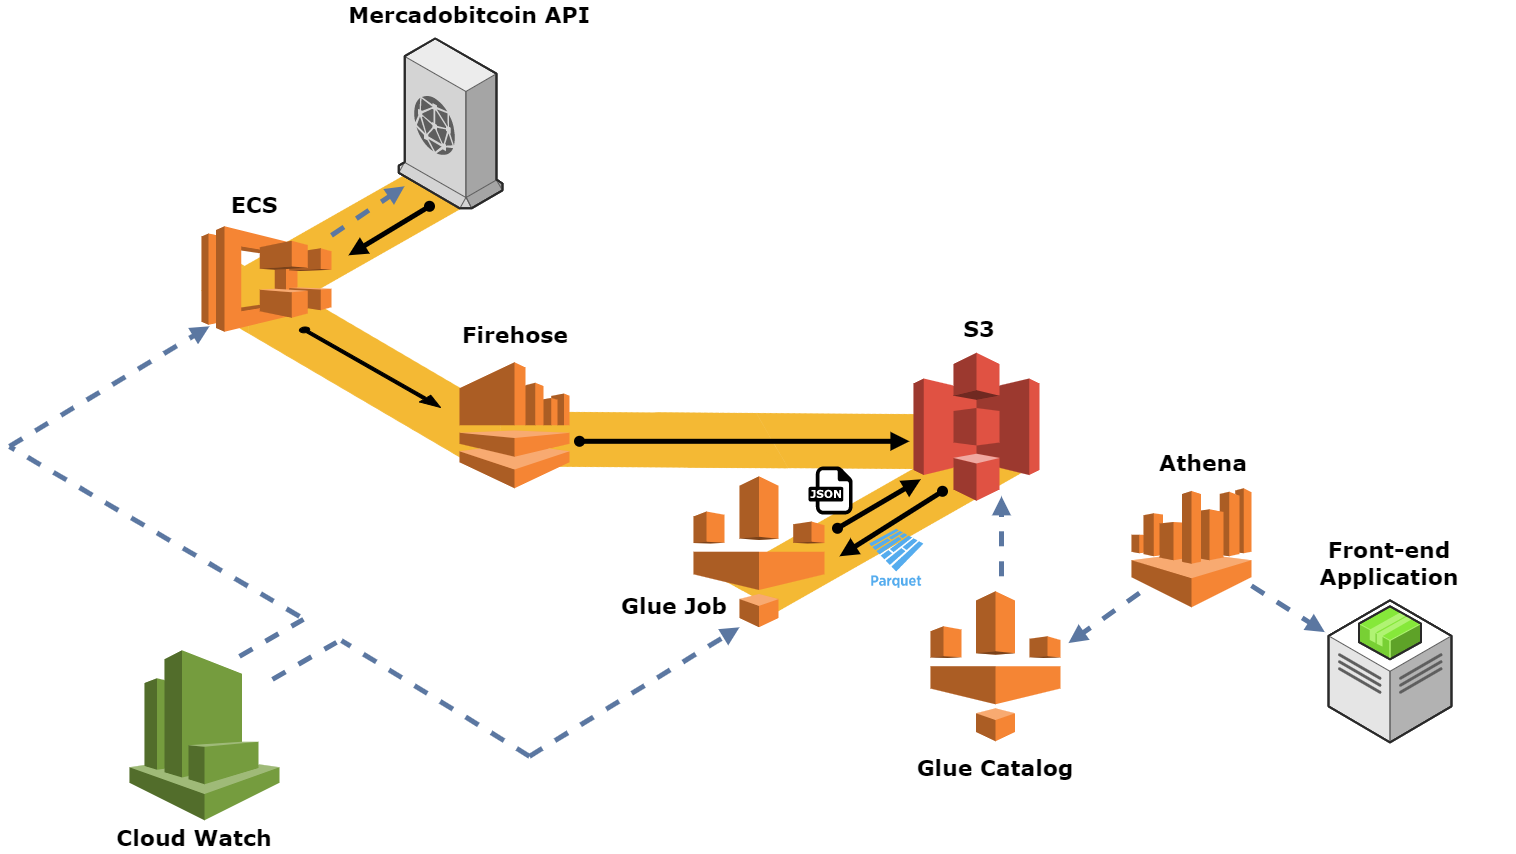 Mercadobitcoin API
ECS
Firehose
S3
JSON
Athena
Parquet
Front-end
Application
Glue Job
Glue Catalog
Cloud Watch